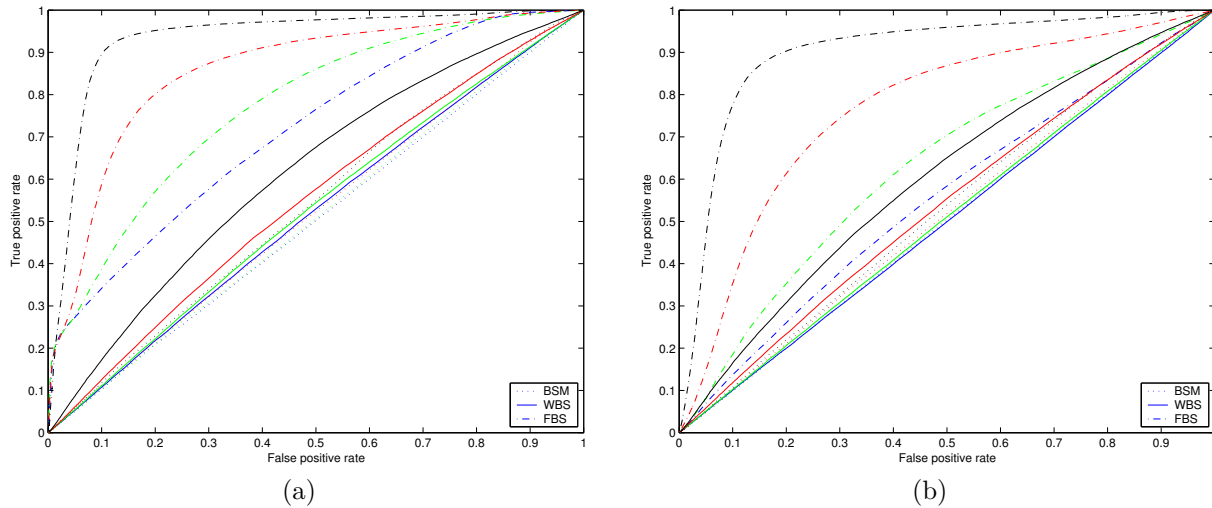 1
0.9
0.8
0.7
0.6
0.5
0.4
0.3
0.2
0.1
0
True positive rate
0 0.1 0.2 0.3 0.4 0.5 0.6 0.7 0.8 0.9 1
False positive rate
BSM
WBS
FBS
(a)
1
0.9
0.8
0.7
0.6
0.5
0.4
0.3
0.2
0.1
0
True positive rate
0 0.1 0.2 0.3 0.4 0.5 0.6 0.7 0.8 0.9
False positive rate
BSM
WBS
FBS
(b)